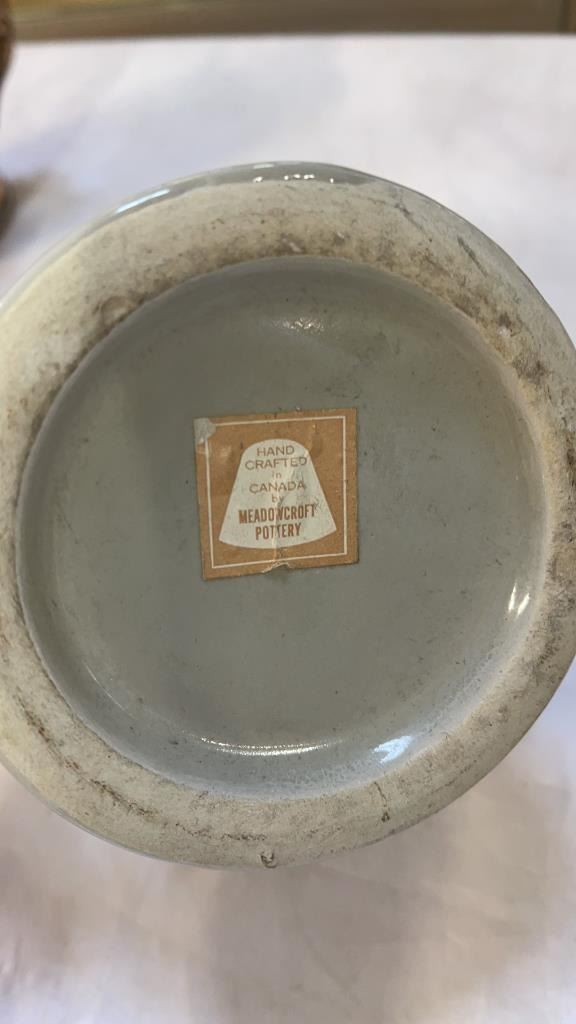 HAND
CRAFTED
in
CANADA
by
MEADOWCROFT
POTTERY